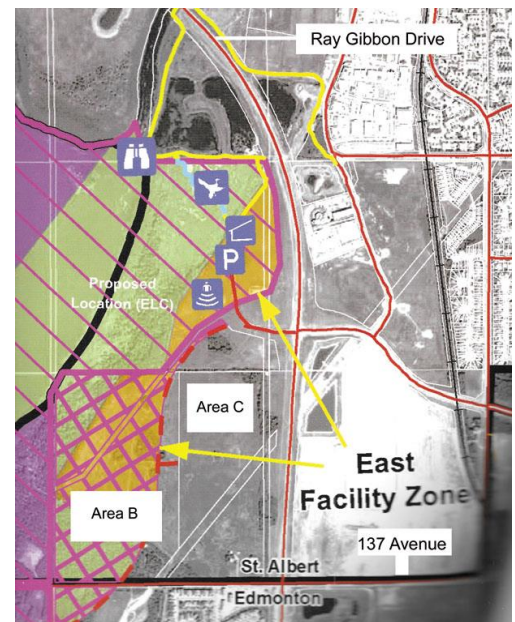 Ray Gibbon Drive
P
Proposed
Location (ELC)
Area C
East
Facility Zone
Area B
137 Avenue
St. Albert
Edmonton